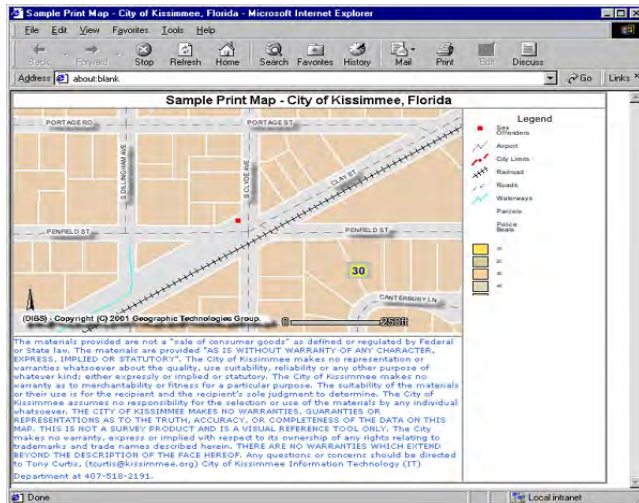 Sample Print Map - City of Kissimmee, Florida - Microsoft Internet Explorer
File Edit View Favorites Tools Help
Back Forward Stop Refresh Home Search Favorites History Mail Print Edit Discuss
Address about:blank Go Links »
Sample Print Map - City of Kissimmee, Florida
PORTAGE RD
PORTAGE ST
S DILLINGHAM AVE
S CLYDE AVE
CLAY ST
PENFIELD ST
PENFIELD ST
30
CANTERBURY LN
(DIBS) - Copyright (C) 2001 Geographic Technologies Group.
0 250ft
Legend
Sex
Offenders
Airport
City Limits
Railroad
Roads
Waterways
Parcels
Police
Beats
The materials provided are not a "sale of consumer goods" as defined or regulated by Federal
or State law. The materials are provided "AS IS WITHOUT WARRANTY OF ANY CHARACTER,
EXPRESS, IMPLIED OR STATUTORY". The City of Kissimmee makes no representation or
warranties whatsoever about the quality, use suitability, reliability or any other purpose of
whatever kind; either expressly or implied or statutory. The City of Kissimmee makes no
warranty as to merchantability or fitness for a particular purpose. The suitability of the materials
or their use is for the recipient and the recipient's sole judgment to determine. The City of
Kissimmee assumes no responsibility for the selection or use of the materials by any individual
whatsoever. THE CITY OF KISSIMMEE MAKES NO WARRANTIES, GUARANTIES OR
REPRESENTATIONS AS TO THE TRUTH, ACCURACY, OR COMPLETENESS OF THE DATA ON THIS
MAP. THIS IS NOT A SURVEY PRODUCT AND IS A VISUAL REFERENCE TOOL ONLY. The City
makes no warranty, express or implied with respect to its ownership of any rights relating to
trademarks and trade names described herein. THERE ARE NO WARRANTIES WHICH EXTEND
BEYOND THE DESCRIPTION OF THE FACE HEREOF. Any questions or concerns should be directed
to Tony Curtis, (tcurtis@kissimmee.org) City of Kissimmee Information Technology (IT)
Department at 407-518-2191.
Done Local intranet